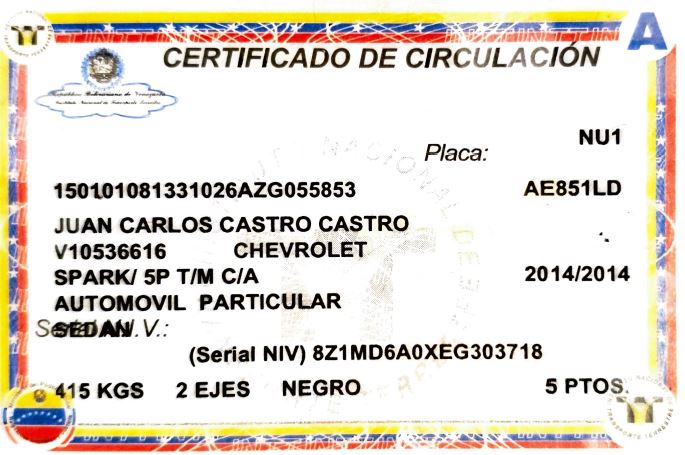 CERTIFICADO DE CIRCULACIÓN
A
República Bolivariana de Venezuela
Instituto Nacional de Transporte Terrestre
NU1
Placa:
150101081331026AZG055853 AE851LD
JUAN CARLOS CASTRO CASTRO
V10536616 CHEVROLET
SPARK/ 5P T/M C/A 2014/2014
AUTOMOVIL PARTICULAR
Serial N.I.V.:
SEDAN
(Serial NIV) 8Z1MD6A0XEG303718
415 KGS 2 EJES NEGRO 5 PTOS.